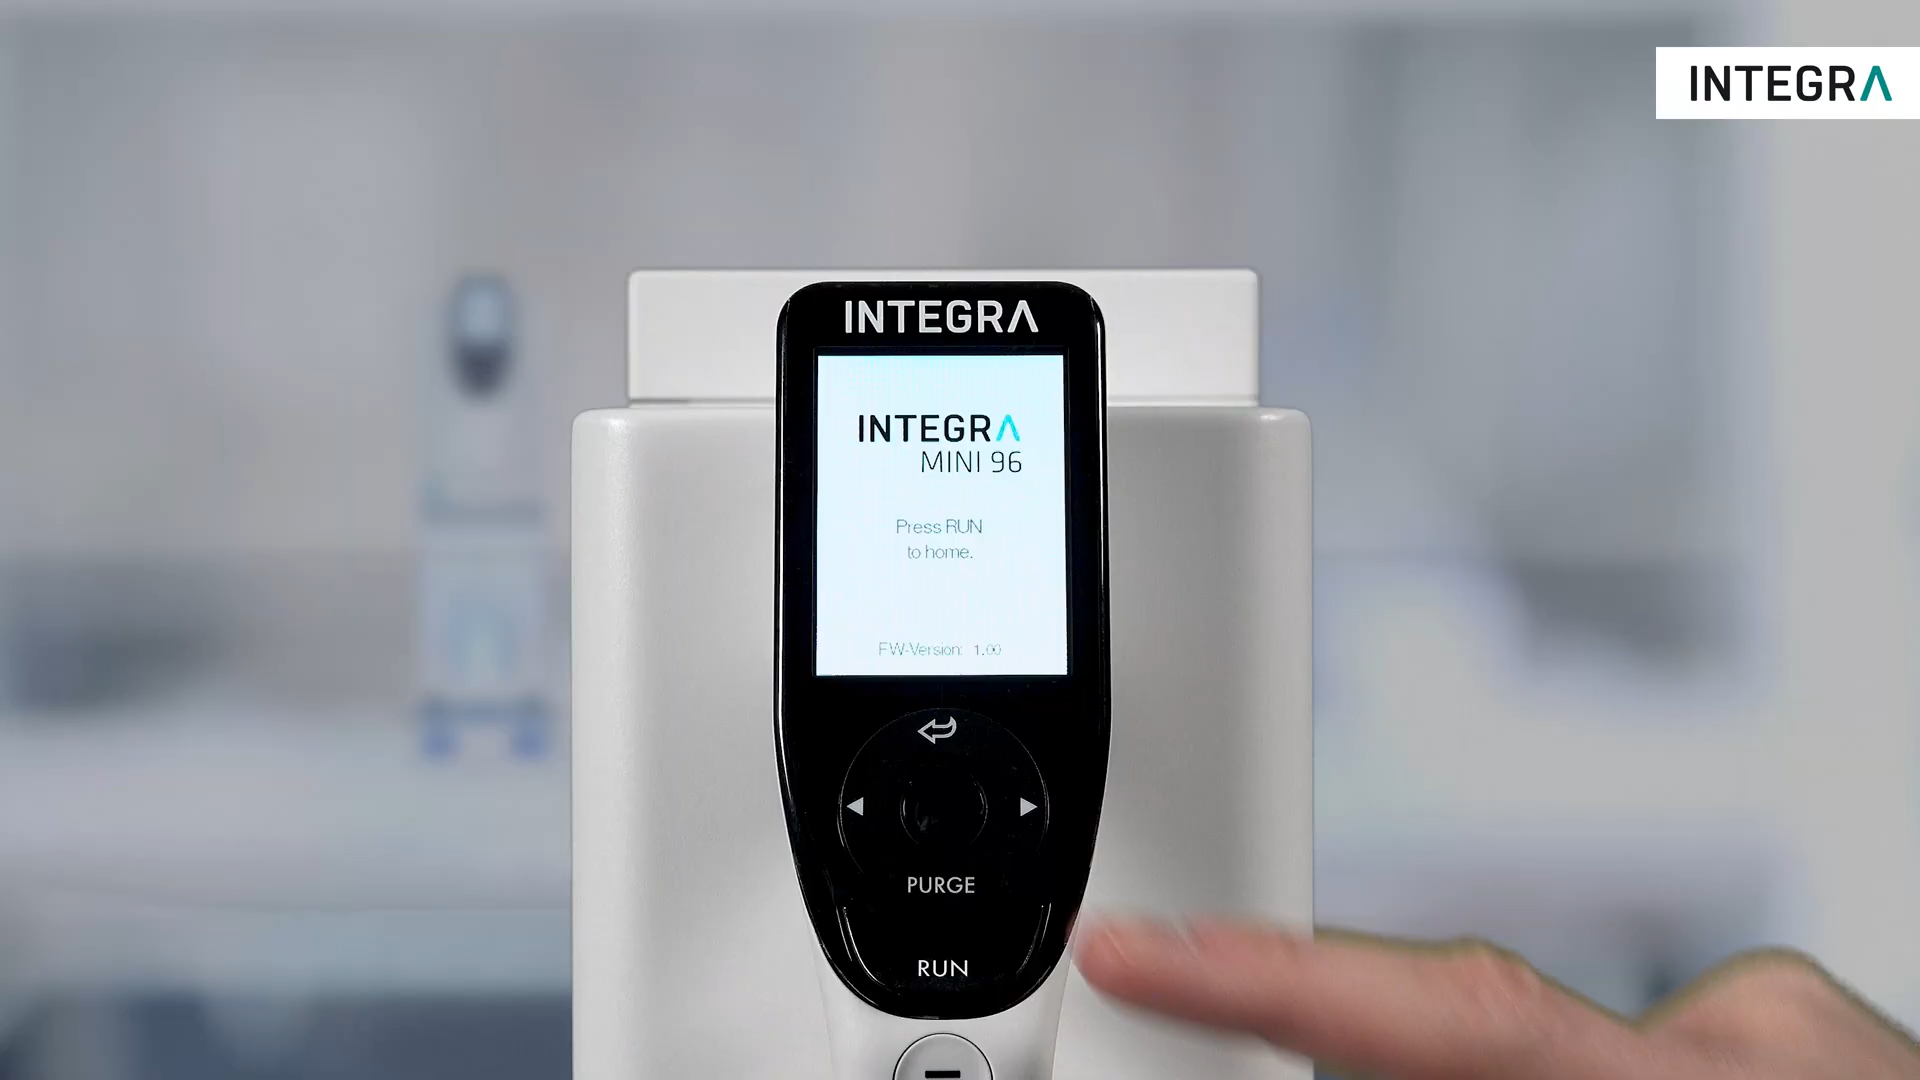 INTEGRA
INTEGRA
INTEGRA
MINI 96
Press RUN
to home.
FW-Version: 1.00
PURGE
RUN